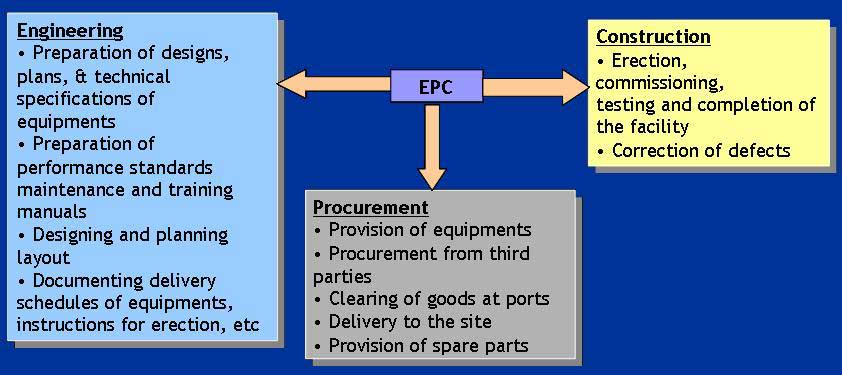 Engineering
• Preparation of designs,
plans, & technical
specifications of
equipments
• Preparation of
performance standards
maintenance and training
manuals
• Designing and planning
layout
• Documenting delivery
schedules of equipments,
instructions for erection, etc
EPC
Construction
• Erection,
commissioning,
testing and completion of
the facility
• Correction of defects
Procurement
• Provision of equipments
• Procurement from third
parties
• Clearing of goods at ports
• Delivery to the site
• Provision of spare parts